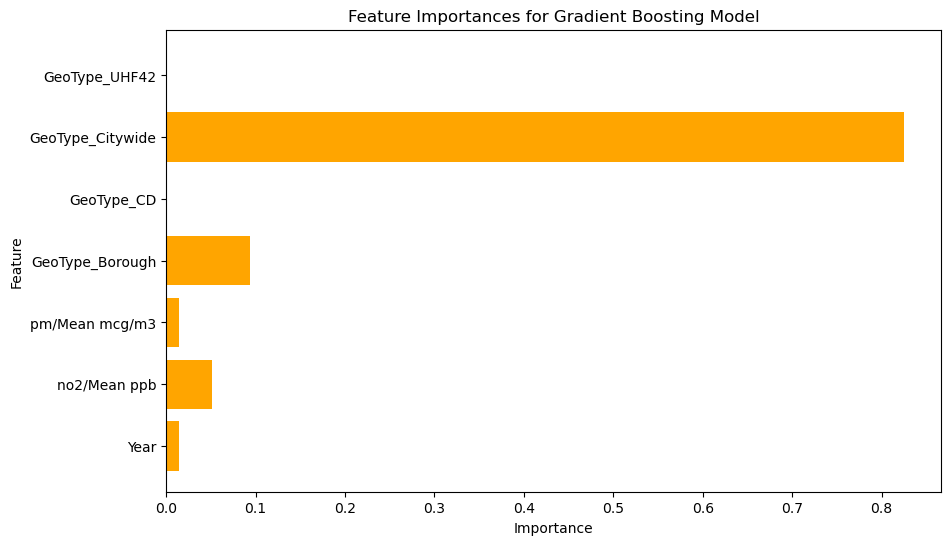 Feature Importances for Gradient Boosting Model
GeoType_UHF42
GeoType_Citywide
GeoType_CD
GeoType_Borough
pm/Mean mcg/m3
no2/Mean ppb
Year
Feature
0.0 0.1 0.2 0.3 0.4 0.5 0.6 0.7 0.8
Importance